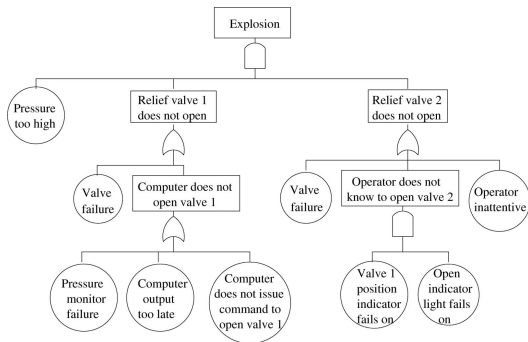 Explosion
Pressure
too high
Relief valve 1
does not open
Relief valve 2
does not open
Valve
failure
Computer does not
open valve 1
Valve
failure
Operator does not
know to open valve 2
Operator
inattentive
Pressure
monitor
failure
Computer
output
too late
Computer
does not issue
command to
open valve 1
Valve 1
position
indicator
fails on
Open
indicator
light fails
on